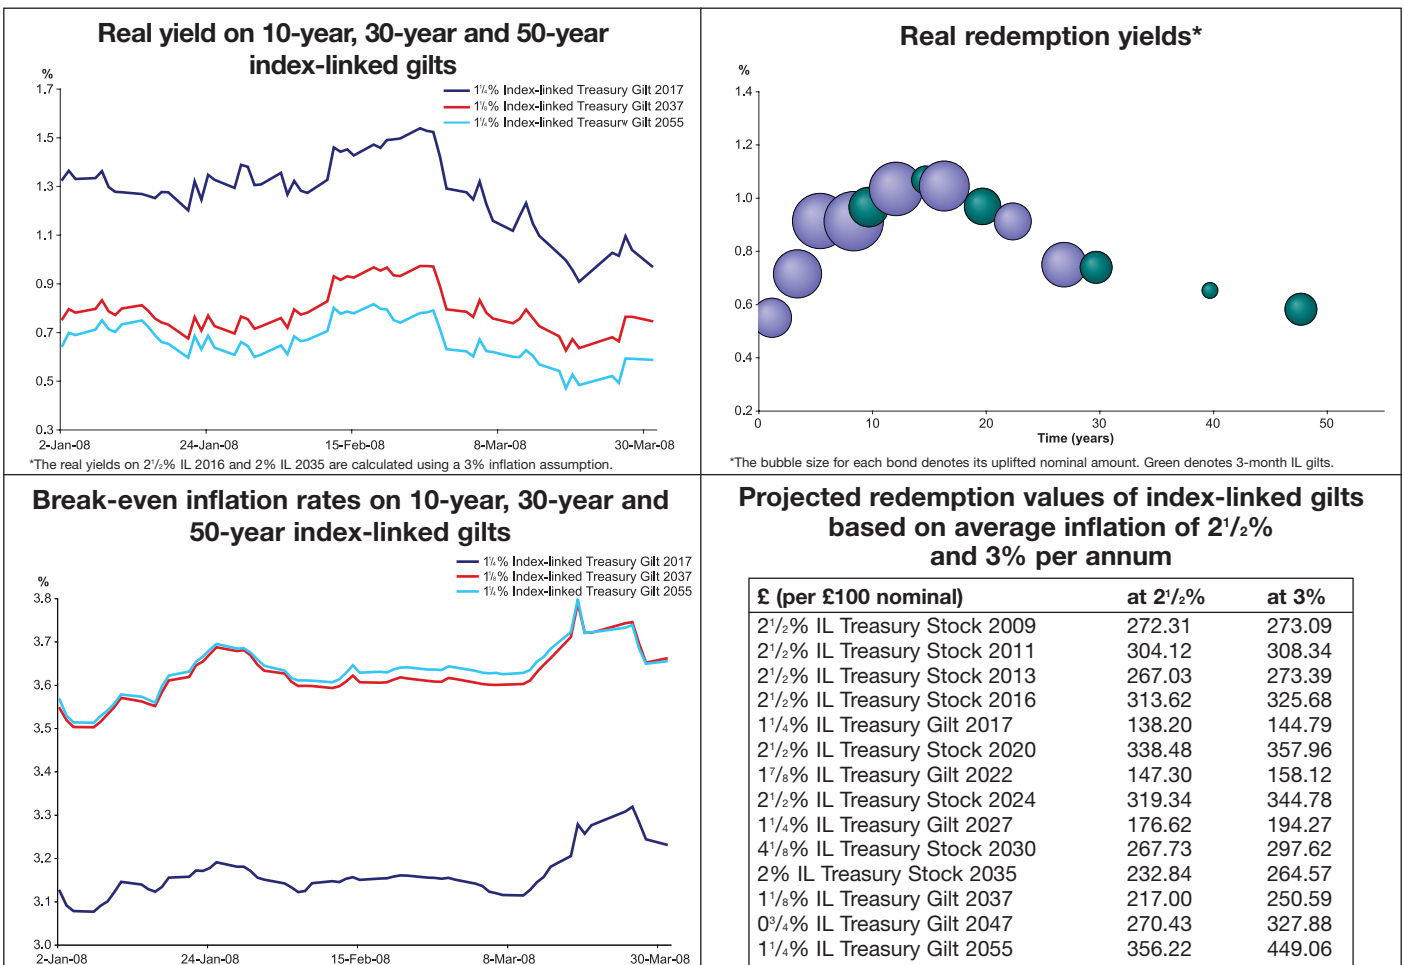 Real yield on 10-year, 30-year and 50-year
index-linked gilts
%
1¼% Index-linked Treasury Gilt 2017
1⅛% Index-linked Treasury Gilt 2037
1¼% Index-linked Treasury Gilt 2055
1.7
1.5
1.3
1.1
0.9
0.7
0.5
0.3
2-Jan-08 24-Jan-08 15-Feb-08 8-Mar-08 30-Mar-08
*The real yields on 2½% IL 2016 and 2% IL 2035 are calculated using a 3% inflation assumption.
Real redemption yields*
%
1.4
1.2
1.0
0.8
0.6
0.4
0.2
0 10 20 30 40 50
Time (years)
*The bubble size for each bond denotes its uplifted nominal amount. Green denotes 3-month IL gilts.
Break-even inflation rates on 10-year, 30-year and
50-year index-linked gilts
1¼% Index-linked Treasury Gilt 2017
1⅛% Index-linked Treasury Gilt 2037
1¼% Index-linked Treasury Gilt 2055
%
3.8
3.7
3.6
3.5
3.4
3.3
3.2
3.1
3.0
2-Jan-08 24-Jan-08 15-Feb-08 8-Mar-08 30-Mar-08
Projected redemption values of index-linked gilts
based on average inflation of 2½%
and 3% per annum
£ (per £100 nominal) at 2½% at 3%
2½% IL Treasury Stock 2009 272.31 273.09
2½% IL Treasury Stock 2011 304.12 308.34
2½% IL Treasury Stock 2013 267.03 273.39
2½% IL Treasury Stock 2016 313.62 325.68
1¼% IL Treasury Gilt 2017 138.20 144.79
2½% IL Treasury Stock 2020 338.48 357.96
1⅞% IL Treasury Gilt 2022 147.30 158.12
2½% IL Treasury Stock 2024 319.34 344.78
1¼% IL Treasury Gilt 2027 176.62 194.27
4⅛% IL Treasury Stock 2030 267.73 297.62
2% IL Treasury Stock 2035 232.84 264.57
1⅛% IL Treasury Gilt 2037 217.00 250.59
0¾% IL Treasury Gilt 2047 270.43 327.88
1¼% IL Treasury Gilt 2055 356.22 449.06